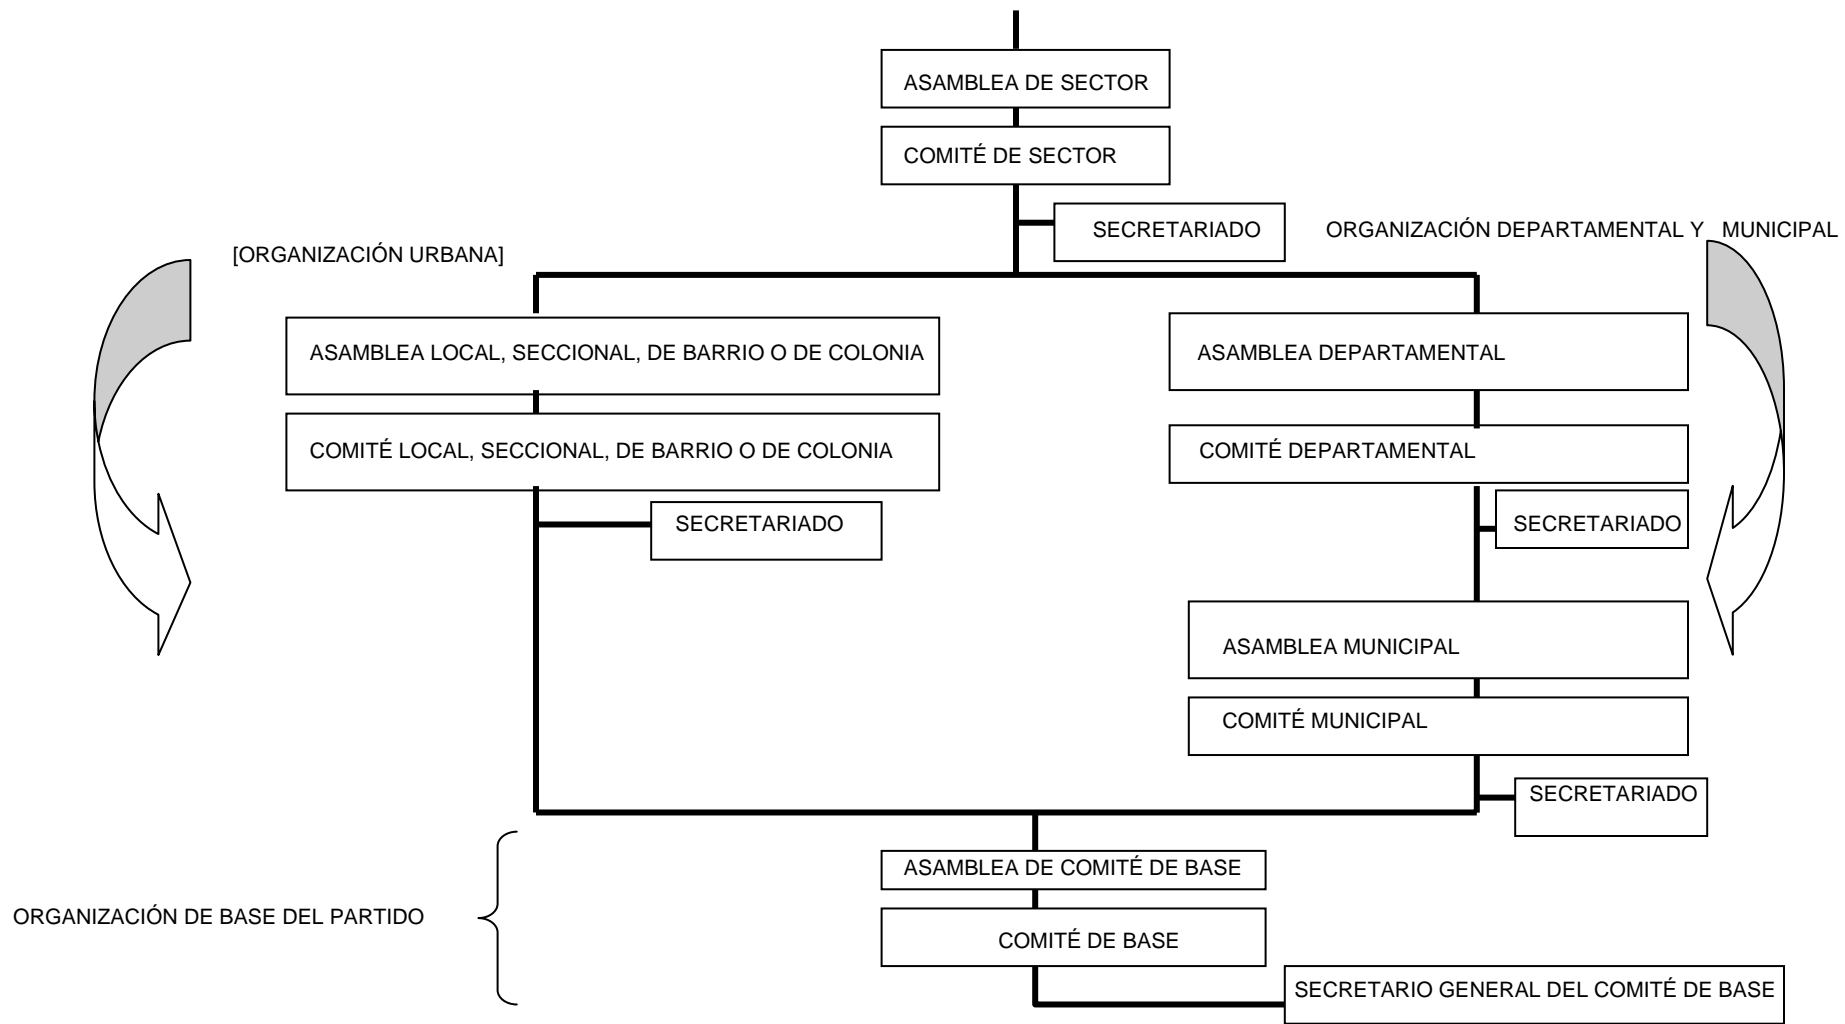 ASAMBLEA DE SECTOR
COMITÉ DE SECTOR
SECRETARIADO
ORGANIZACIÓN DEPARTAMENTAL Y MUNICIPAL
[ORGANIZACIÓN URBANA]
ASAMBLEA LOCAL, SECCIONAL, DE BARRIO O DE COLONIA
ASAMBLEA DEPARTAMENTAL
COMITÉ LOCAL, SECCIONAL, DE BARRIO O DE COLONIA
COMITÉ DEPARTAMENTAL
SECRETARIADO
SECRETARIADO
ASAMBLEA MUNICIPAL
COMITÉ MUNICIPAL
SECRETARIADO
ASAMBLEA DE COMITÉ DE BASE
ORGANIZACIÓN DE BASE DEL PARTIDO
COMITÉ DE BASE
SECRETARIO GENERAL DEL COMITÉ DE BASE